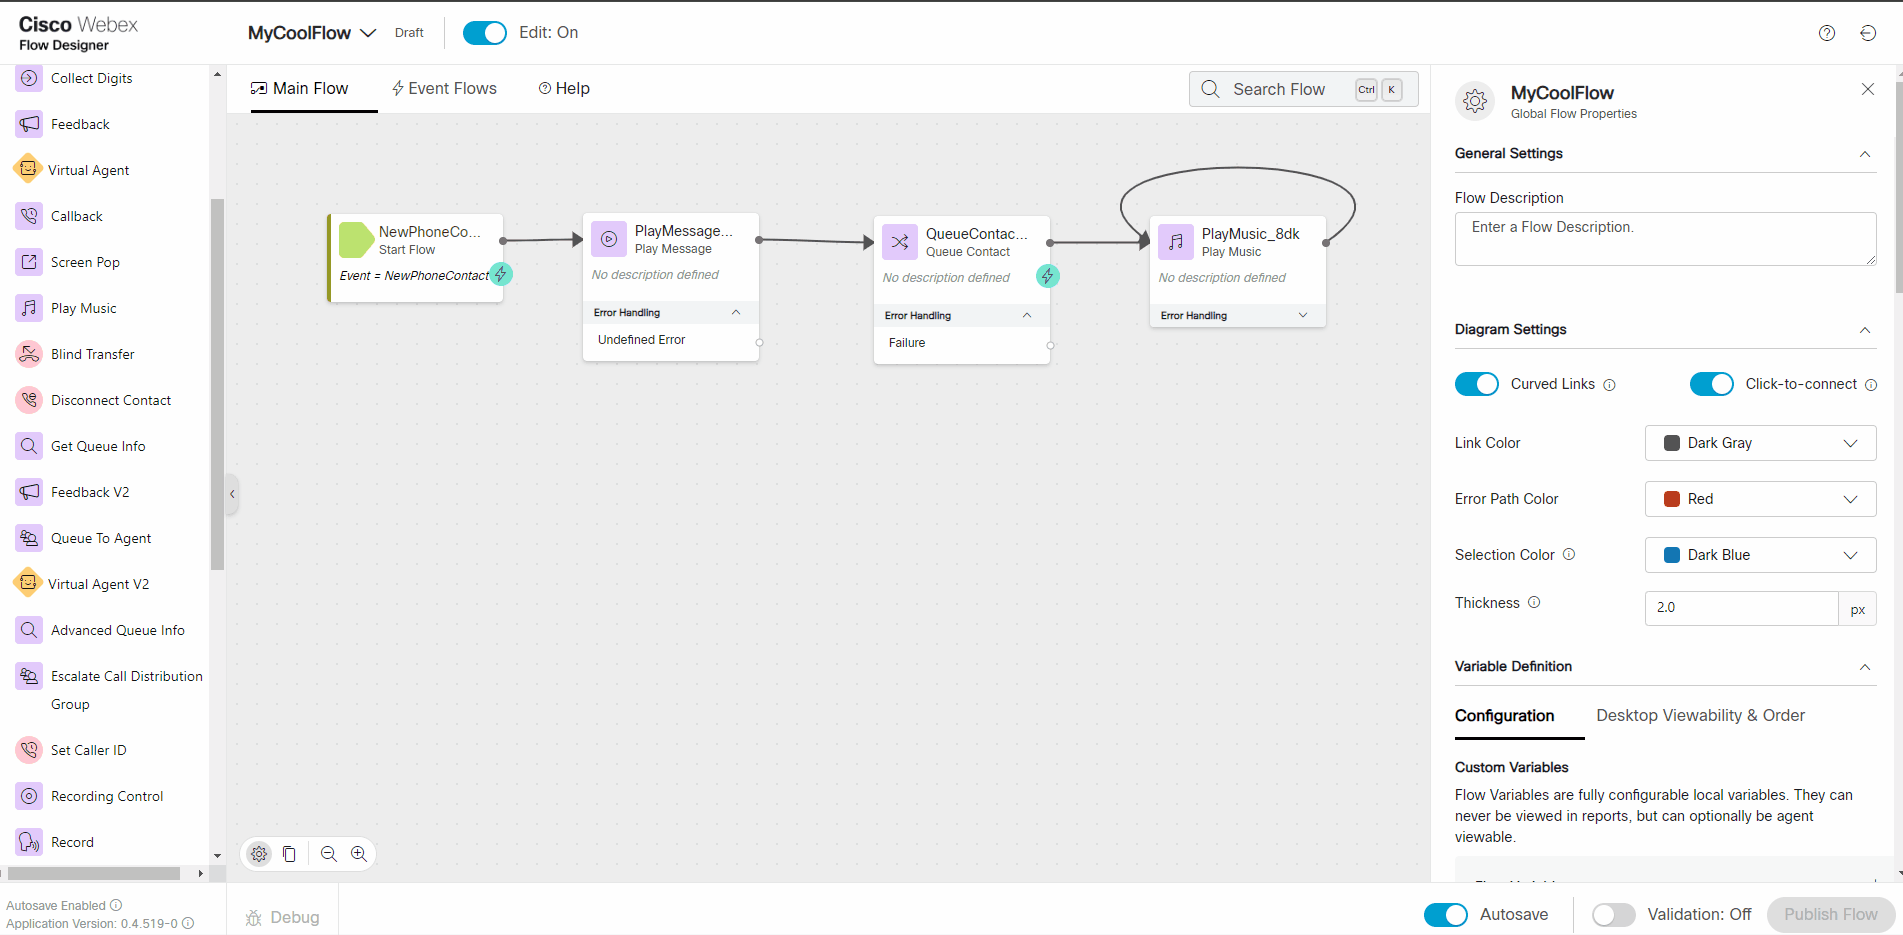 Cisco Webex
Flow Designer
MyCoolFlow
Draft
Edit: On
Collect Digits
Feedback
Virtual Agent
Callback
Screen Pop
Play Music
Blind Transfer
Disconnect Contact
Get Queue Info
Feedback V2
Queue To Agent
Virtual Agent V2
Advanced Queue Info
Escalate Call Distribution
Group
Set Caller ID
Recording Control
Record
Autosave Enabled
Application Version: 0.4.519-0
Main Flow
Event Flows
Help
Search Flow
Ctrl
K
NewPhoneCo...
Start Flow
Event = NewPhoneContact
PlayMessage...
Play Message
No description defined
Error Handling
Undefined Error
QueueContac...
Queue Contact
No description defined
Error Handling
Failure
PlayMusic_8dk
Play Music
No description defined
Error Handling
Debug
MyCoolFlow
Global Flow Properties
General Settings
Flow Description
Enter a Flow Description.
Diagram Settings
Curved Links
Click-to-connect
Link Color
Dark Gray
Error Path Color
Red
Selection Color
Dark Blue
Thickness
2.0
px
Variable Definition
Configuration
Desktop Viewability & Order
Custom Variables
Flow Variables are fully configurable local variables. They can
never be viewed in reports, but can optionally be agent
viewable.
Autosave
Validation: Off
Publish Flow